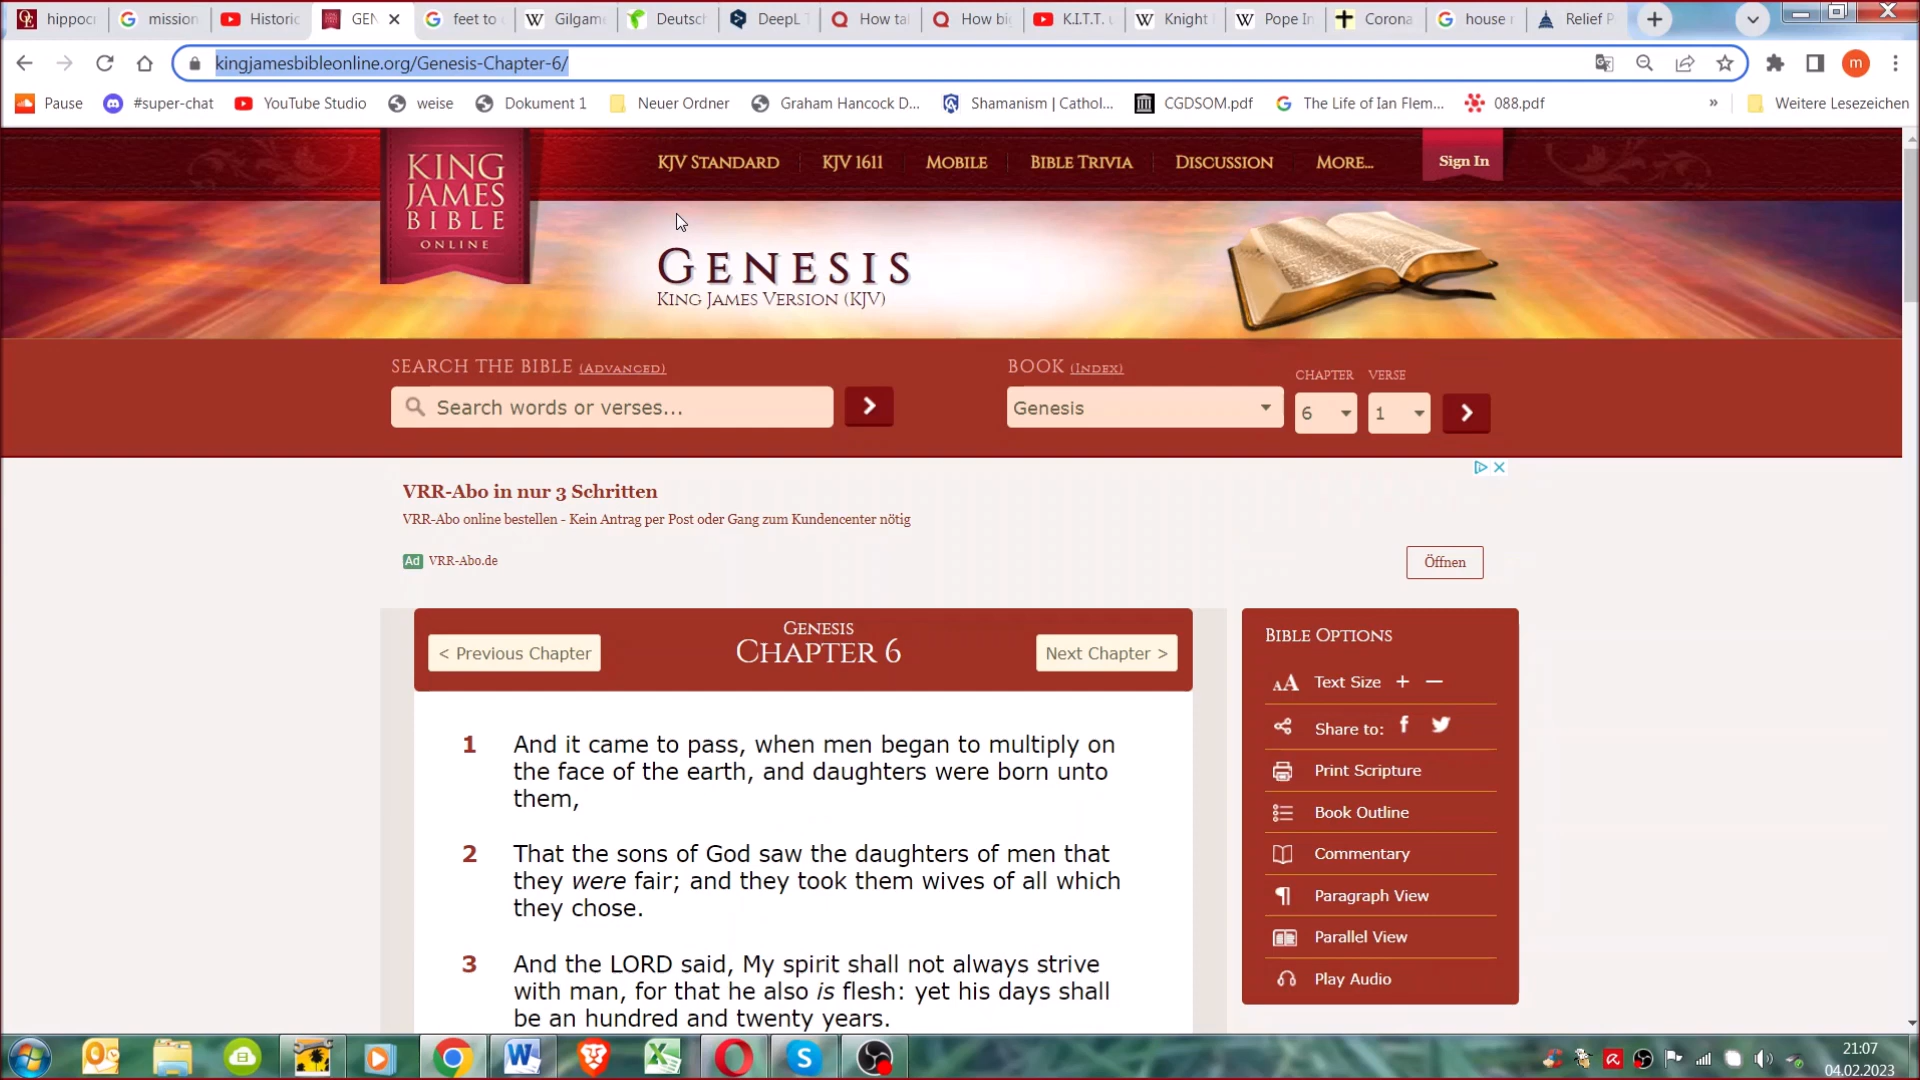 hippoc
mission
Historic
GEN
feet to
Gilgam
Deutsch
DeepL T
How tal
How big
K.I.T.T. u
Knight
Pope In
Corona
house r
Relief P
kingjamesbibleonline.org/Genesis-Chapter-6/
m
Pause
#super-chat
YouTube Studio
weise
Dokument 1
Neuer Ordner
Graham Hancock D...
Shamanism | Cathol...
CGDSOM.pdf
The Life of Ian Flem...
088.pdf
»
Weitere Lesezeichen
KING
JAMES
BIBLE
ONLINE
KJV STANDARD
KJV 1611
MOBILE
BIBLE TRIVIA
DISCUSSION
MORE...
Sign In
GENESIS
KING JAMES VERSION (KJV)
SEARCH THE BIBLE (ADVANCED)
Search words or verses...
BOOK (INDEX)
Genesis
CHAPTER
6
VERSE
1
VRR-Abo in nur 3 Schritten
VRR-Abo online bestellen - Kein Antrag per Post oder Gang zum Kundencenter nötig
Ad VRR-Abo.de
Öffnen
< Previous Chapter
GENESIS
CHAPTER 6
Next Chapter >
1 And it came to pass, when men began to multiply on
the face of the earth, and daughters were born unto
them,
2 That the sons of God saw the daughters of men that
they were fair; and they took them wives of all which
they chose.
3 And the LORD said, My spirit shall not always strive
with man, for that he also is flesh: yet his days shall
be an hundred and twenty years.
BIBLE OPTIONS
Text Size + –
Share to:
Print Scripture
Book Outline
Commentary
Paragraph View
Parallel View
Play Audio
21:07
04.02.2023